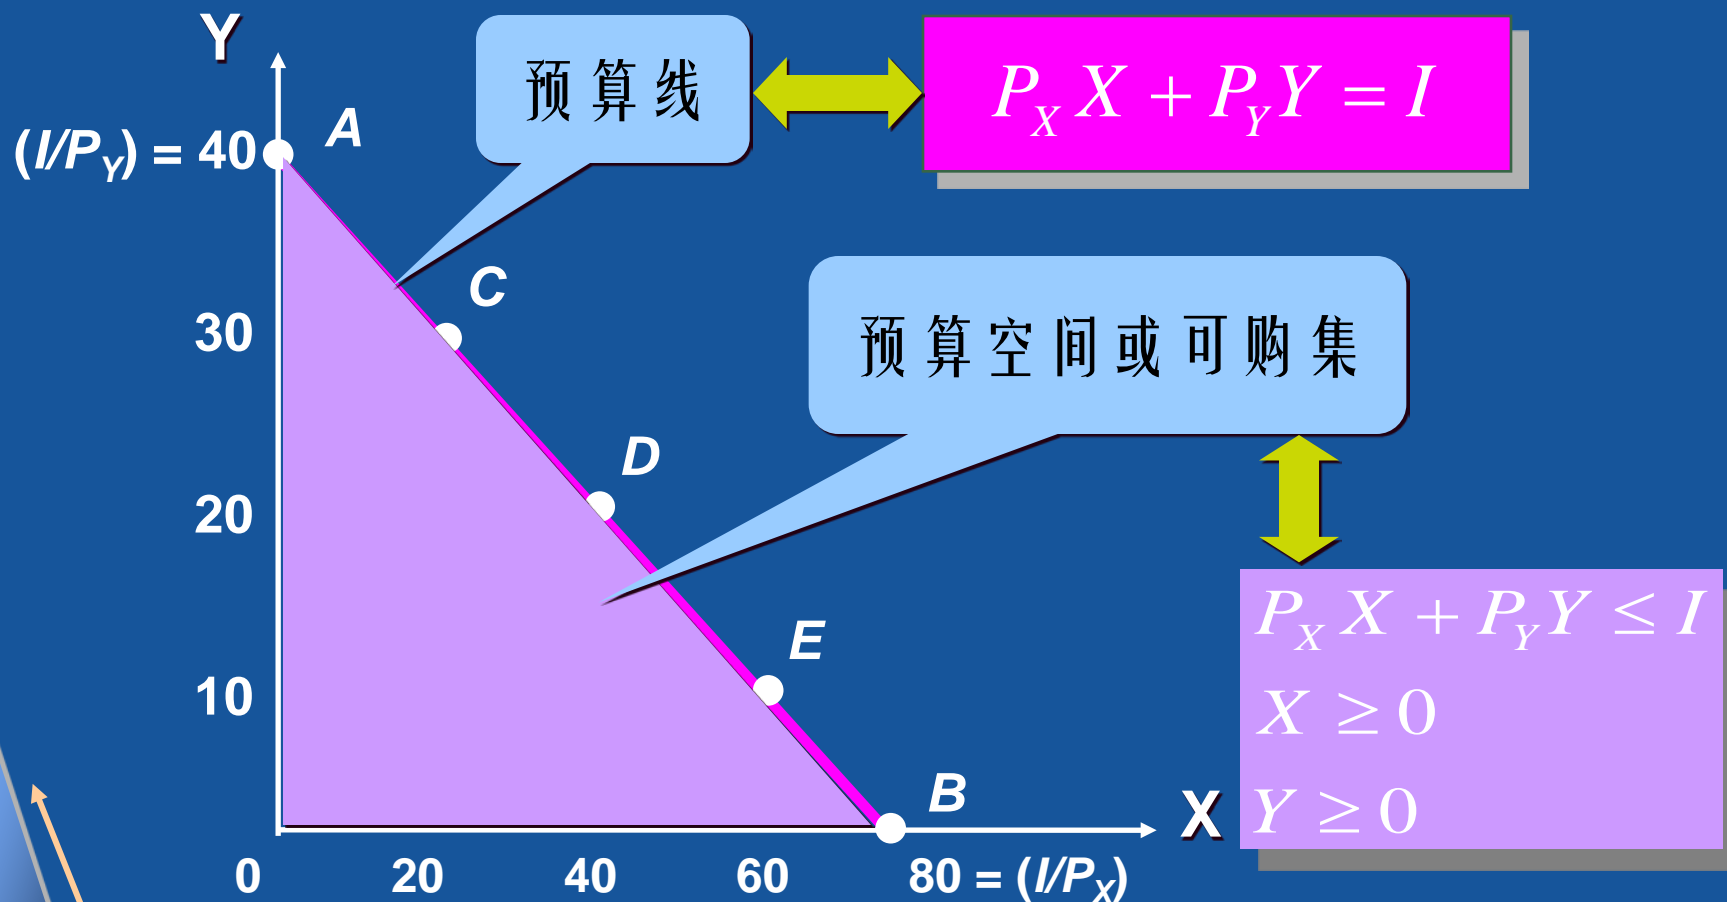 Y
预算线
P_X X + P_Y Y = I
A
(I/P_Y) = 40
C
30
预算空间或可购集
D
20
P_X X + P_Y Y ≤ I
E
10
X ≥ 0
B
X
Y ≥ 0
0 20 40 60 80 = (I/P_X)